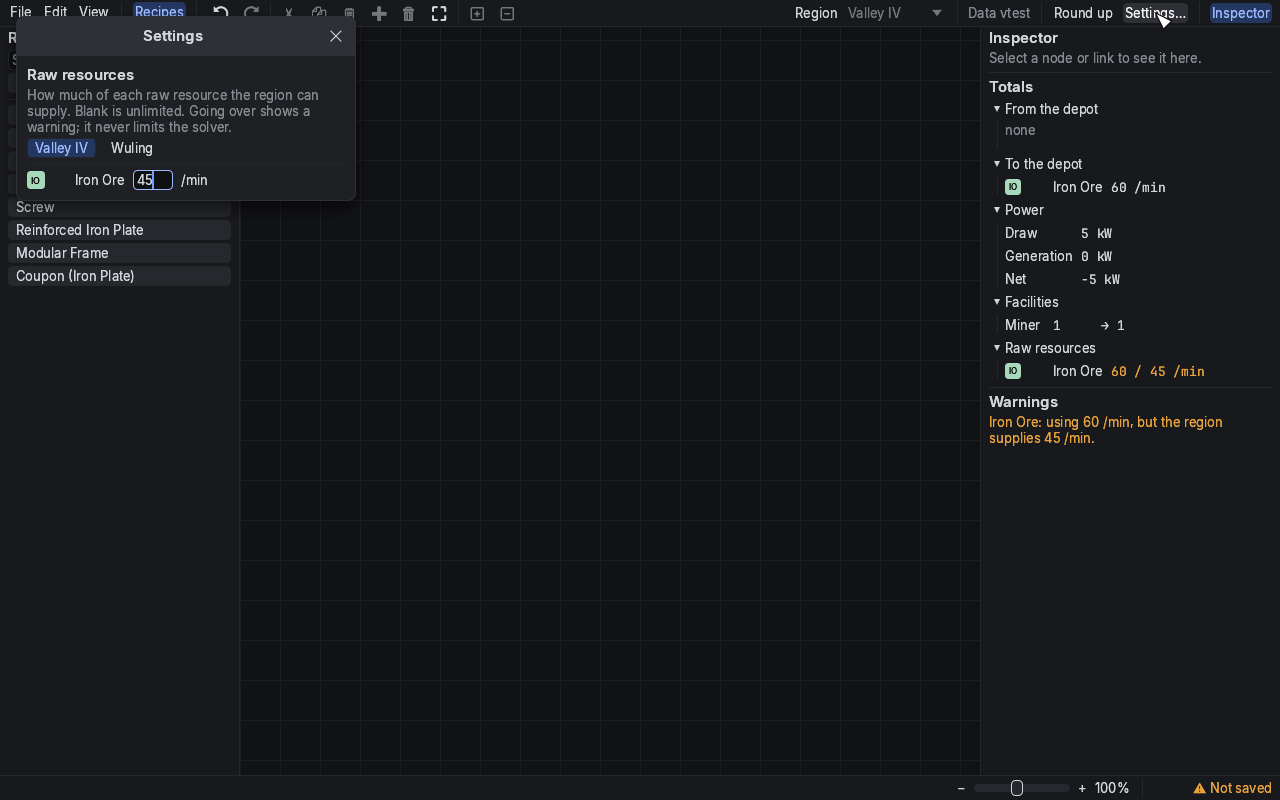 File Edit View Recipes Region Valley IV Data vtest Round up Settings... Inspector
Settings
Raw resources
How much of each raw resource the region can
supply. Blank is unlimited. Going over shows a
warning; it never limits the solver.
Valley IV Wuling
IO Iron Ore 45 /min
Screw
Reinforced Iron Plate
Modular Frame
Coupon (Iron Plate)
Inspector
Select a node or link to see it here.
Totals
From the depot
none
To the depot
IO Iron Ore 60 /min
Power
Draw 5 kW
Generation 0 kW
Net -5 kW
Facilities
Miner 1 → 1
Raw resources
IO Iron Ore 60 / 45 /min
Warnings
Iron Ore: using 60 /min, but the region
supplies 45 /min.
− + 100% Not saved